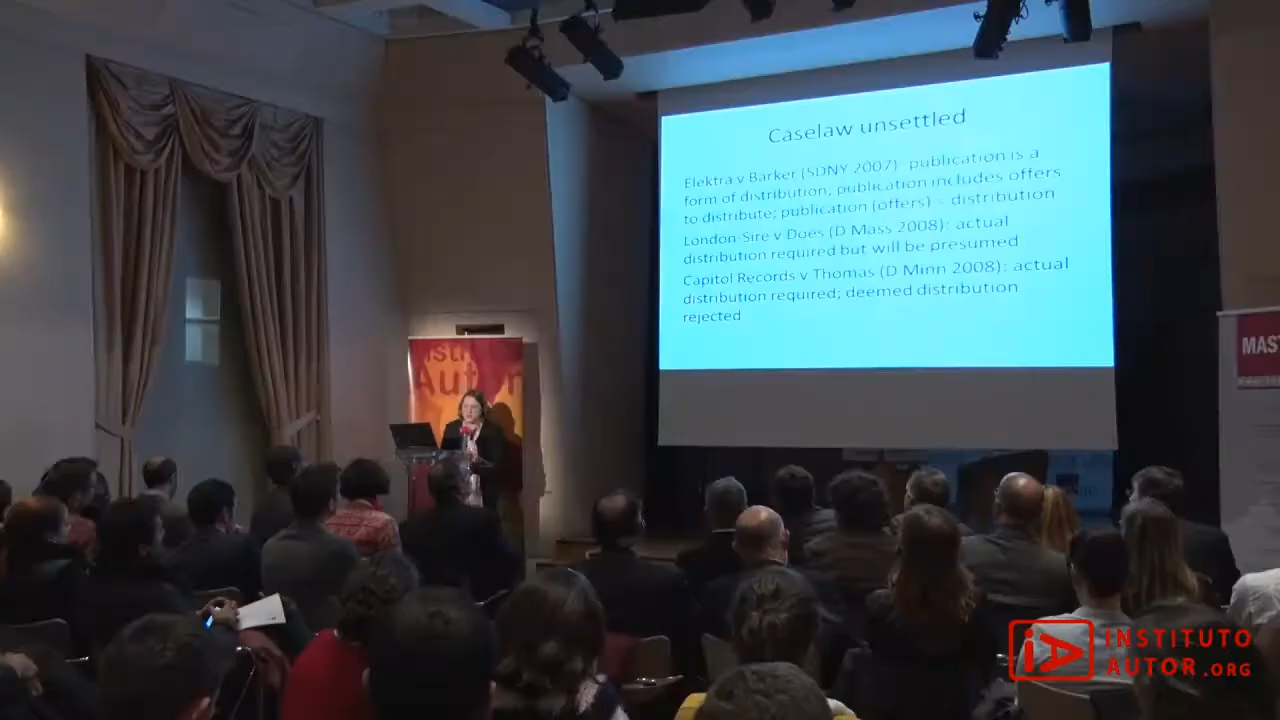 Caselaw unsettled
Elektra v Barker (SDNY 2007) publication is a
form of distribution; publication includes offers
to distribute; publication (offers) = distribution
London-Sire v Does (D Mass 2008): actual
distribution required but will be presumed
Capitol Records v Thomas (D Minn 2008): actual
distribution required; deemed distribution
rejected
Autor
MAS
INSTITUTO
AUTOR.ORG